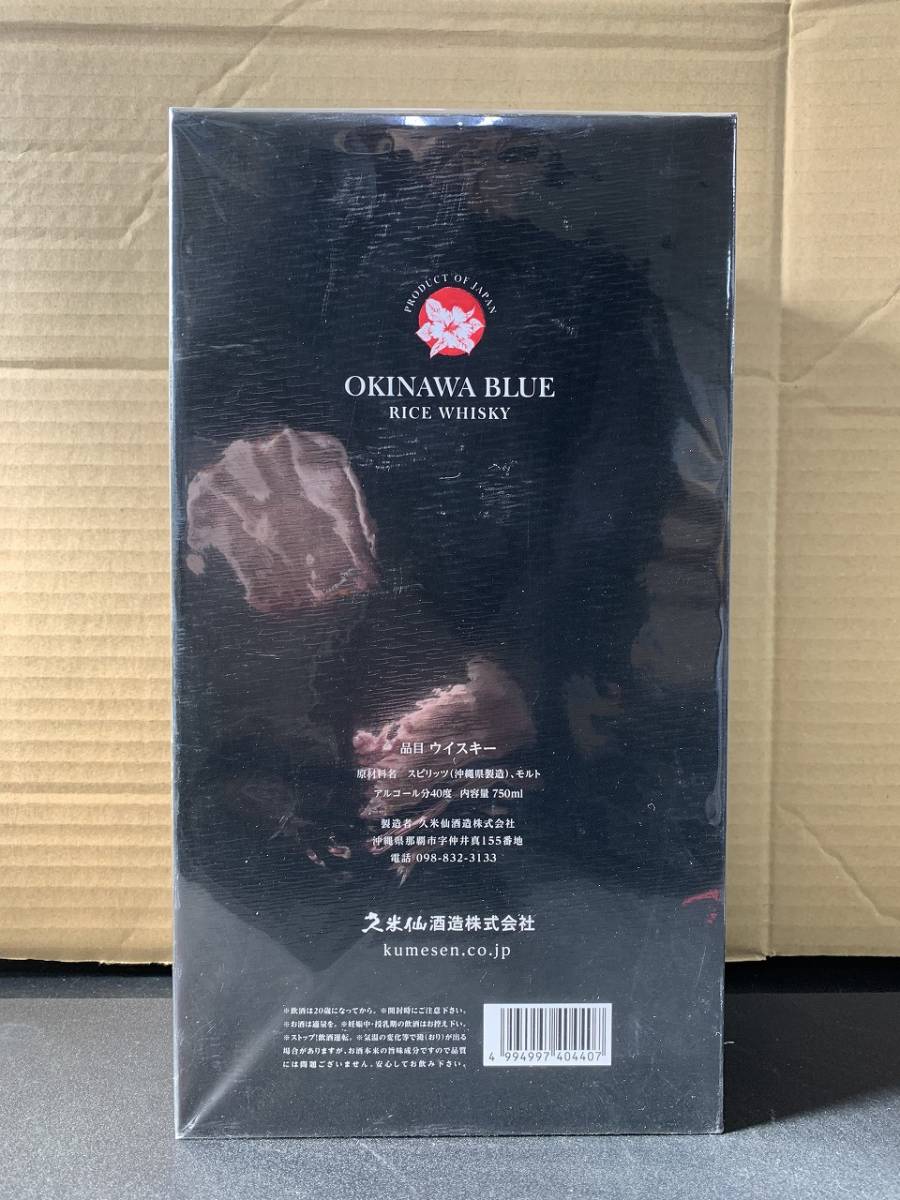 PRODUCT OF JAPAN
OKINAWA BLUE
RICE WHISKY
品目 ウイスキー
原材料名 スピリッツ(沖縄県製造)、モルト
アルコール分40度 内容量 750ml
製造者 久米仙酒造株式会社
沖縄県那覇市字仲井真155番地
電話 098-832-3133
久米仙酒造株式会社
kumesen.co.jp
※飲酒は20歳になってから。※開封時にご注意下さい。
※お酒は適量を。※妊娠中・授乳期の飲酒はお控え下い。
※ストップ!飲酒運転。※気温の変化等で澱(おり)が出る
場合がありますが、お酒本来の旨味成分ですので品質
には問題ございません。安心してお飲み下さい。
4 994997 404407